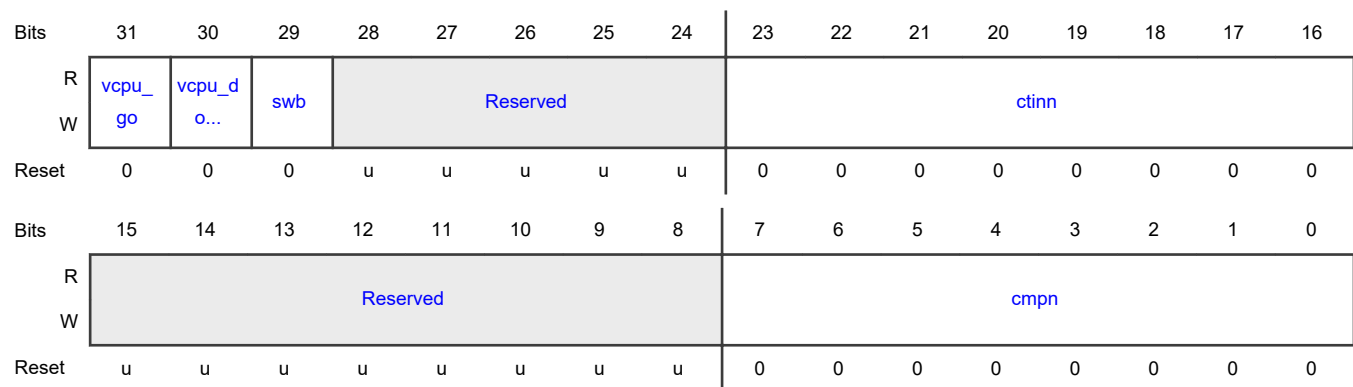 Bits 31 30 29 28 27 26 25 24 23 22 21 20 19 18 17 16
R
vcpu_ go
vcpu_d o...
swb
Reserved
ctinn
W
Reset 0 0 0 u u u u u 0 0 0 0 0 0 0 0
Bits 15 14 13 12 11 10 9 8 7 6 5 4 3 2 1 0
R
Reserved
cmpn
W
Reset u u u u u u u u 0 0 0 0 0 0 0 0